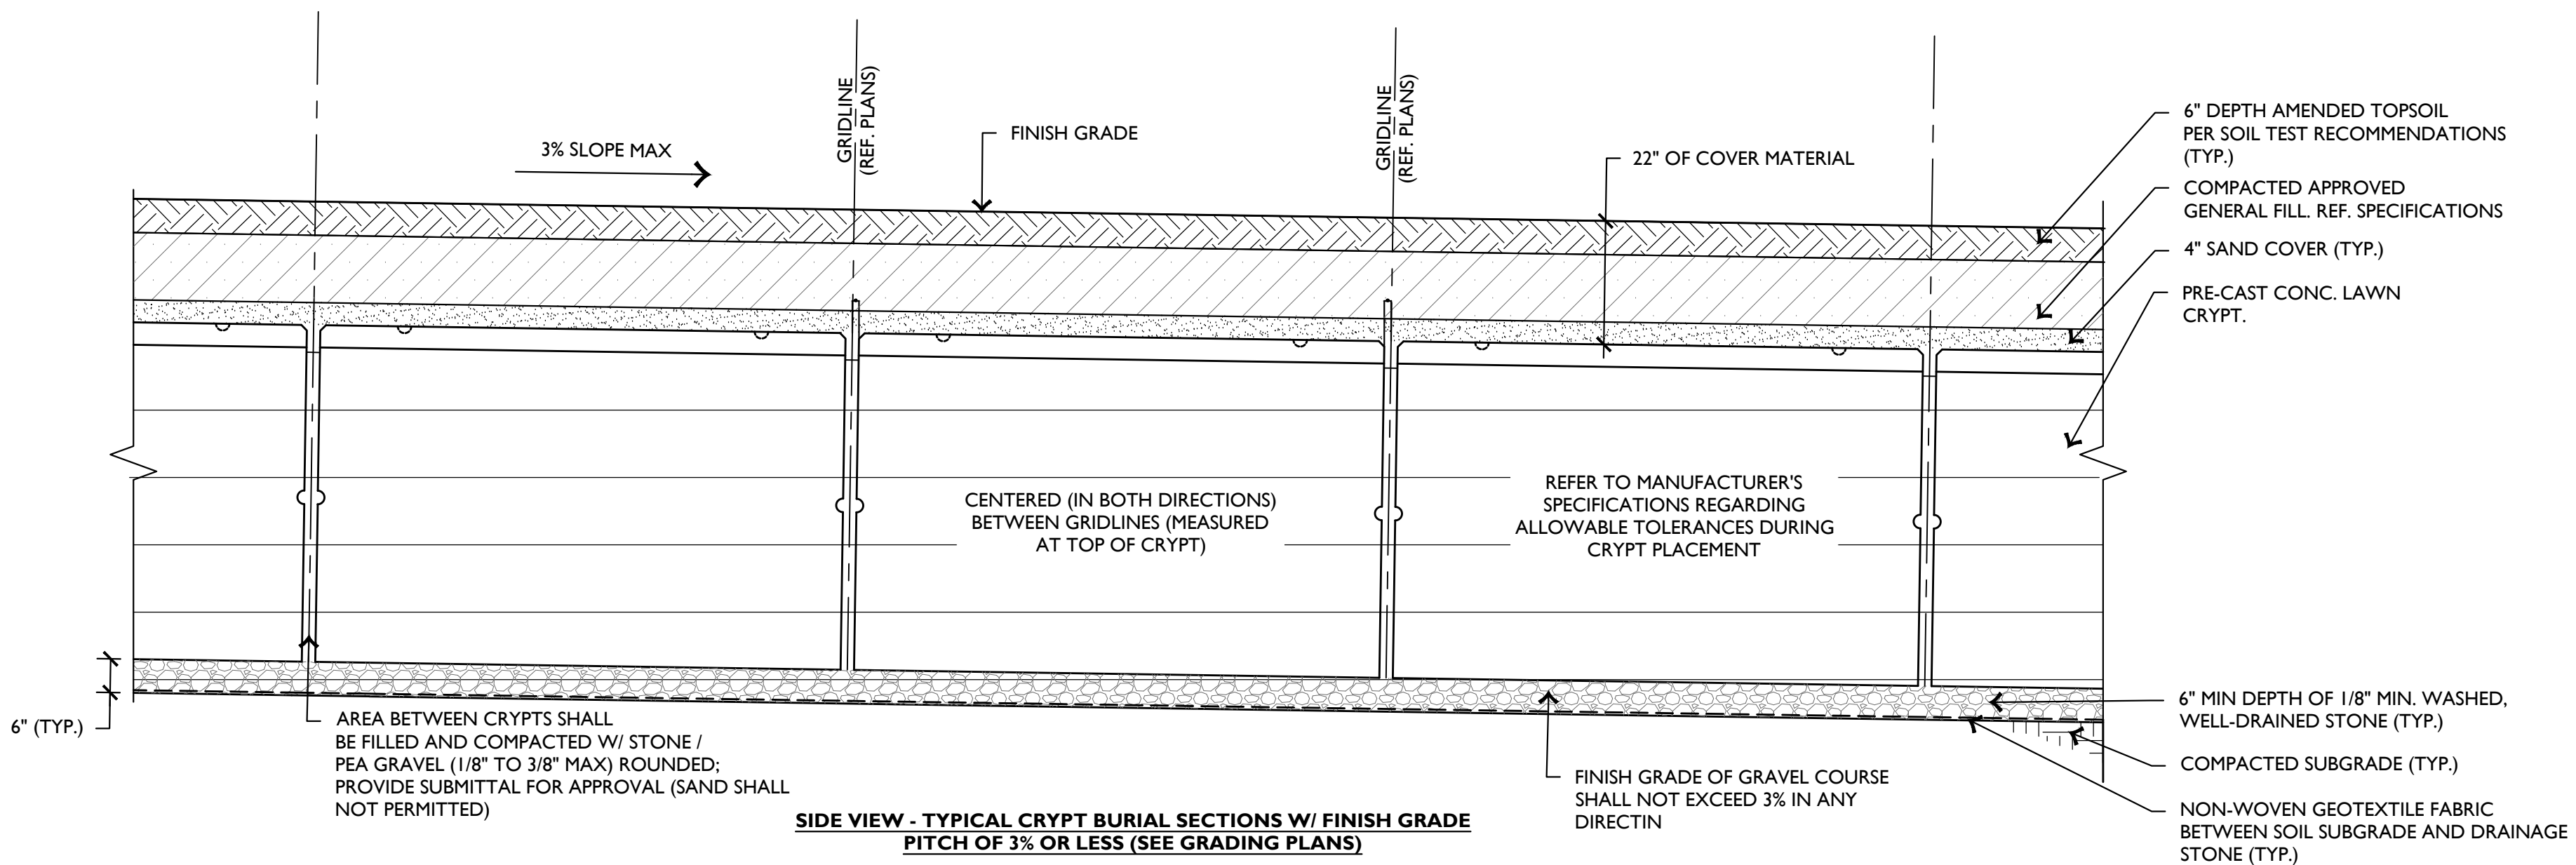 GRIDLINE
(REF. PLANS)
GRIDLINE
(REF. PLANS)
3% SLOPE MAX
FINISH GRADE
22" OF COVER MATERIAL
6" DEPTH AMENDED TOPSOIL
PER SOIL TEST RECOMMENDATIONS
(TYP.)
COMPACTED APPROVED
GENERAL FILL. REF. SPECIFICATIONS
4" SAND COVER (TYP.)
PRE-CAST CONC. LAWN
CRYPT.
CENTERED (IN BOTH DIRECTIONS)
BETWEEN GRIDLINES (MEASURED
AT TOP OF CRYPT)
REFER TO MANUFACTURER'S
SPECIFICATIONS REGARDING
ALLOWABLE TOLERANCES DURING
CRYPT PLACEMENT
6" (TYP.)
AREA BETWEEN CRYPTS SHALL
BE FILLED AND COMPACTED W/ STONE /
PEA GRAVEL (1/8" TO 3/8" MAX) ROUNDED;
PROVIDE SUBMITTAL FOR APPROVAL (SAND SHALL
NOT PERMITTED)
FINISH GRADE OF GRAVEL COURSE
SHALL NOT EXCEED 3% IN ANY
DIRECTIN
6" MIN DEPTH OF 1/8" MIN. WASHED,
WELL-DRAINED STONE (TYP.)
COMPACTED SUBGRADE (TYP.)
NON-WOVEN GEOTEXTILE FABRIC
BETWEEN SOIL SUBGRADE AND DRAINAGE
STONE (TYP.)
SIDE VIEW - TYPICAL CRYPT BURIAL SECTIONS W/ FINISH GRADE
PITCH OF 3% OR LESS (SEE GRADING PLANS)